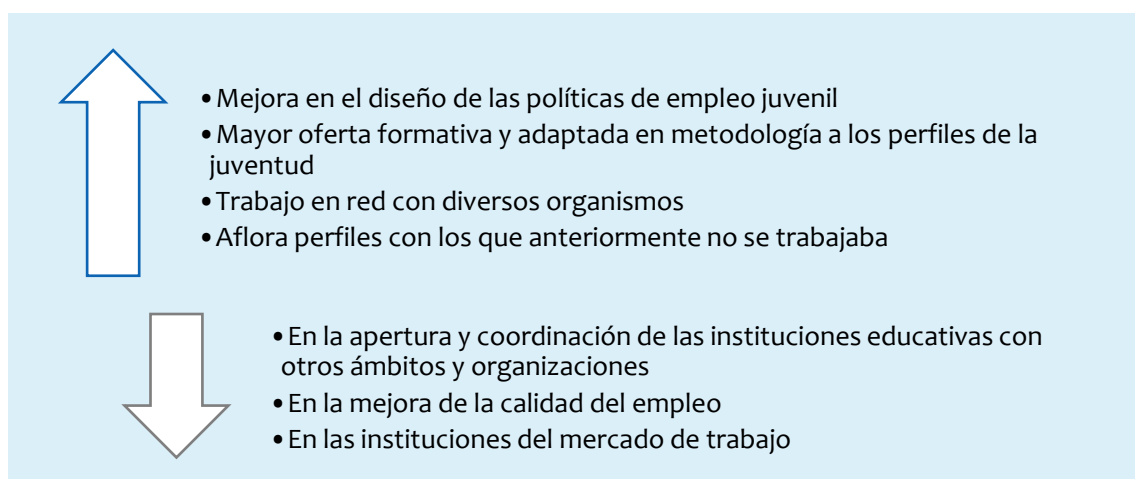 •Mejora en el diseño de las políticas de empleo juvenil
•Mayor oferta formativa y adaptada en metodología a los perfiles de la
juventud
•Trabajo en red con diversos organismos
•Aflora perfiles con los que anteriormente no se trabajaba
•En la apertura y coordinación de las instituciones educativas con
otros ámbitos y organizaciones
•En la mejora de la calidad del empleo
•En las instituciones del mercado de trabajo